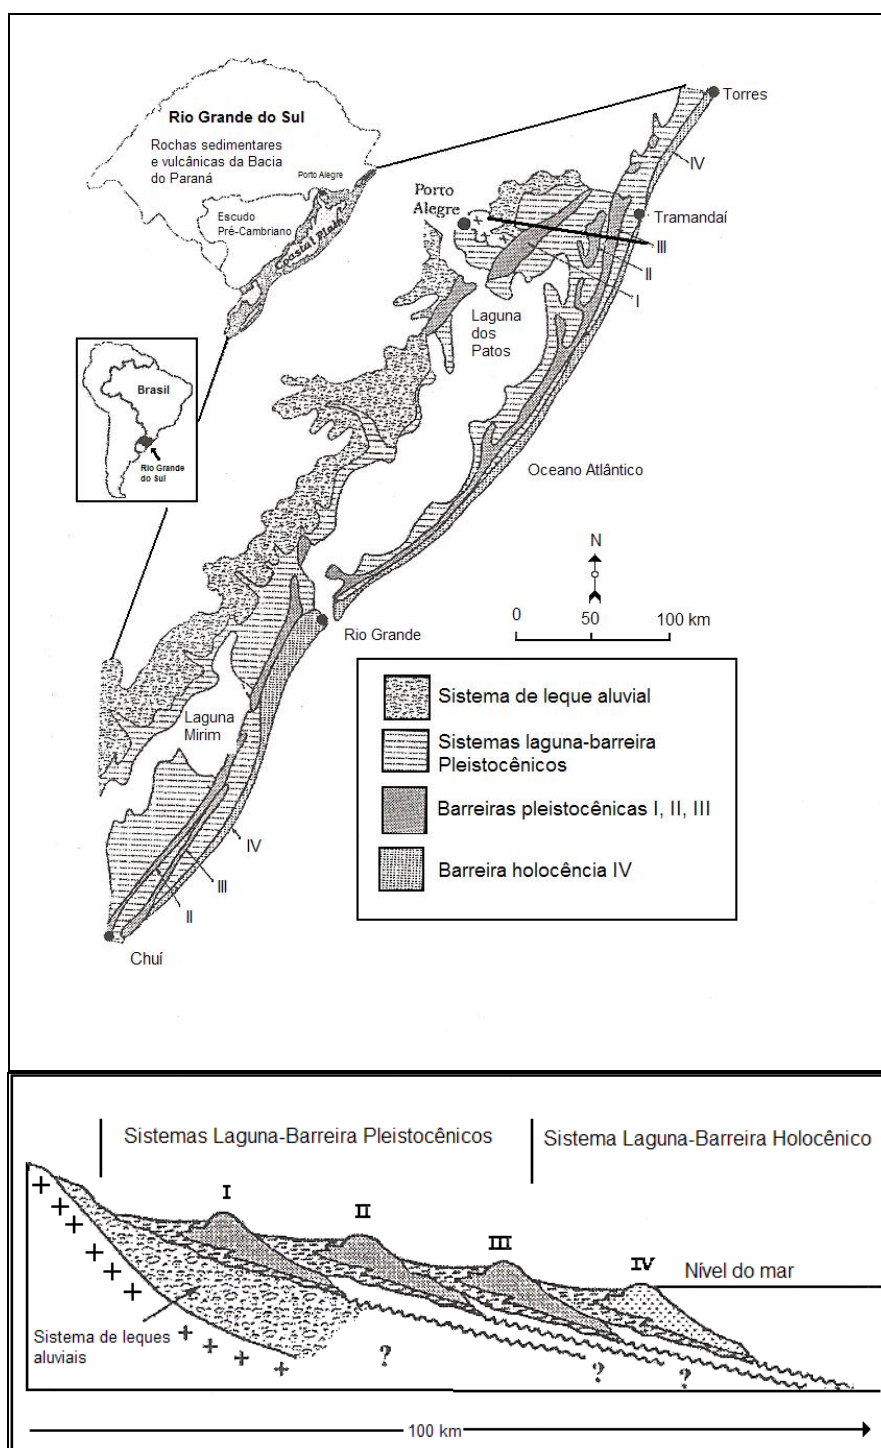 Rio Grande do Sul
Rochas sedimentares
e vulcânicas da Bacia
do Paraná
Porto Alegre
Escudo
Pré-Cambriano
Coastal Plain
Torres
IV
Porto
Alegre
Tramandaí
III
II
I
Laguna
dos
Patos
Brasil
Rio Grande
do Sul
Oceano Atlântico
N
0 50 100 km
Rio Grande
Laguna
Mirim
IV
III
II
Chuí
Sistema de leque aluvial
Sistemas laguna-barreira
Pleistocênicos
Barreiras pleistocênicas I, II, III
Barreira holocência IV
Sistemas Laguna-Barreira Pleistocênicos
Sistema Laguna-Barreira Holocênico
I
II
III
IV
Nível do mar
Sistema de leques
aluviais
?
?
?
100 km